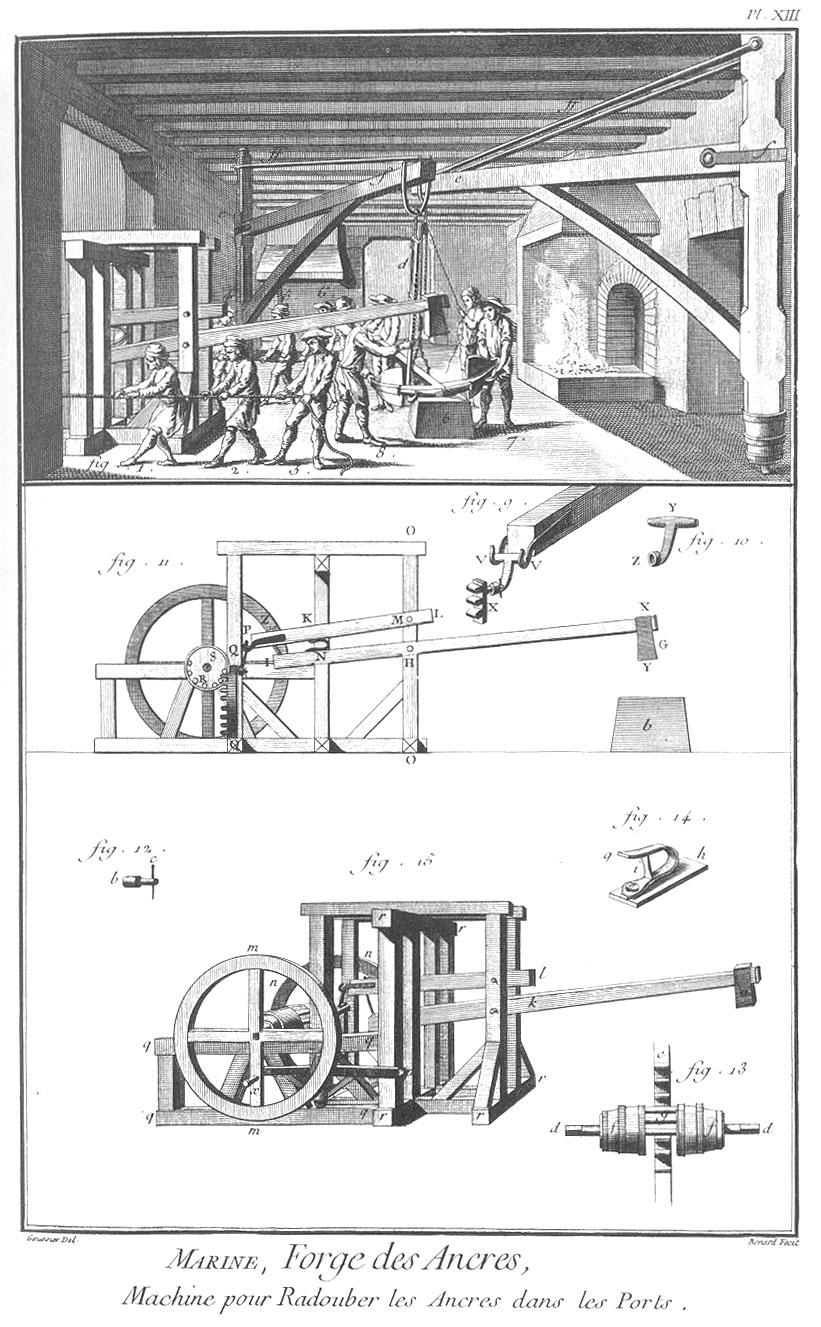 Pl. XIII
ff
ff
f
e
f
d
6
b
fig 1. 2. 3. 8. 7.
fig. 9.
O
Y
fig. 11.
fig. 10.
V V
Z
X
Z K M L
P
X
Q
G
S I N H
Y
R
b
Q
O
fig. 14.
fig. 12.
c
g h
fig. 15
b
i
m
r r
n n
l
a
k
a
q q
e
fig. 13
x
r
g
q q r r
d f f d
m
Goussier Del.
Benard Fecit
MARINE, Forge des Ancres,
Machine pour Radouber les Ancres dans les Ports.